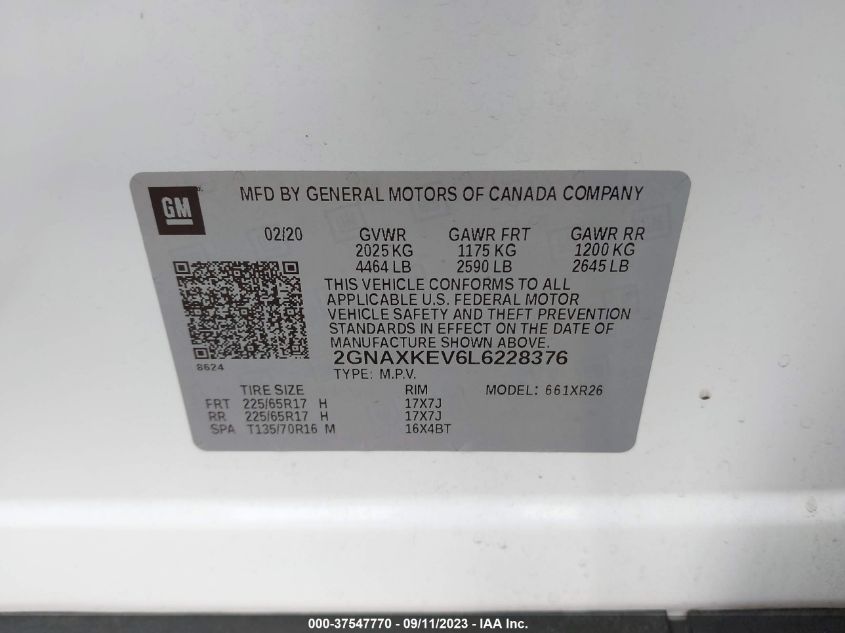 GM
MFD BY GENERAL MOTORS OF CANADA COMPANY
02/20 GVWR GAWR FRT GAWR RR
2025 KG 1175 KG 1200 KG
4464 LB 2590 LB 2645 LB
THIS VEHICLE CONFORMS TO ALL
APPLICABLE U.S. FEDERAL MOTOR
VEHICLE SAFETY AND THEFT PREVENTION
STANDARDS IN EFFECT ON THE DATE OF
MANUFACTURE SHOWN ABOVE.
2GNAXKEV6L6228376
8624
TYPE: M.P.V.
TIRE SIZE RIM MODEL: 661XR26
FRT 225/65R17 H 17X7J
RR 225/65R17 H 17X7J
SPA T135/70R16 M 16X4BT
000-37547770 - 09/11/2023 - IAA Inc.